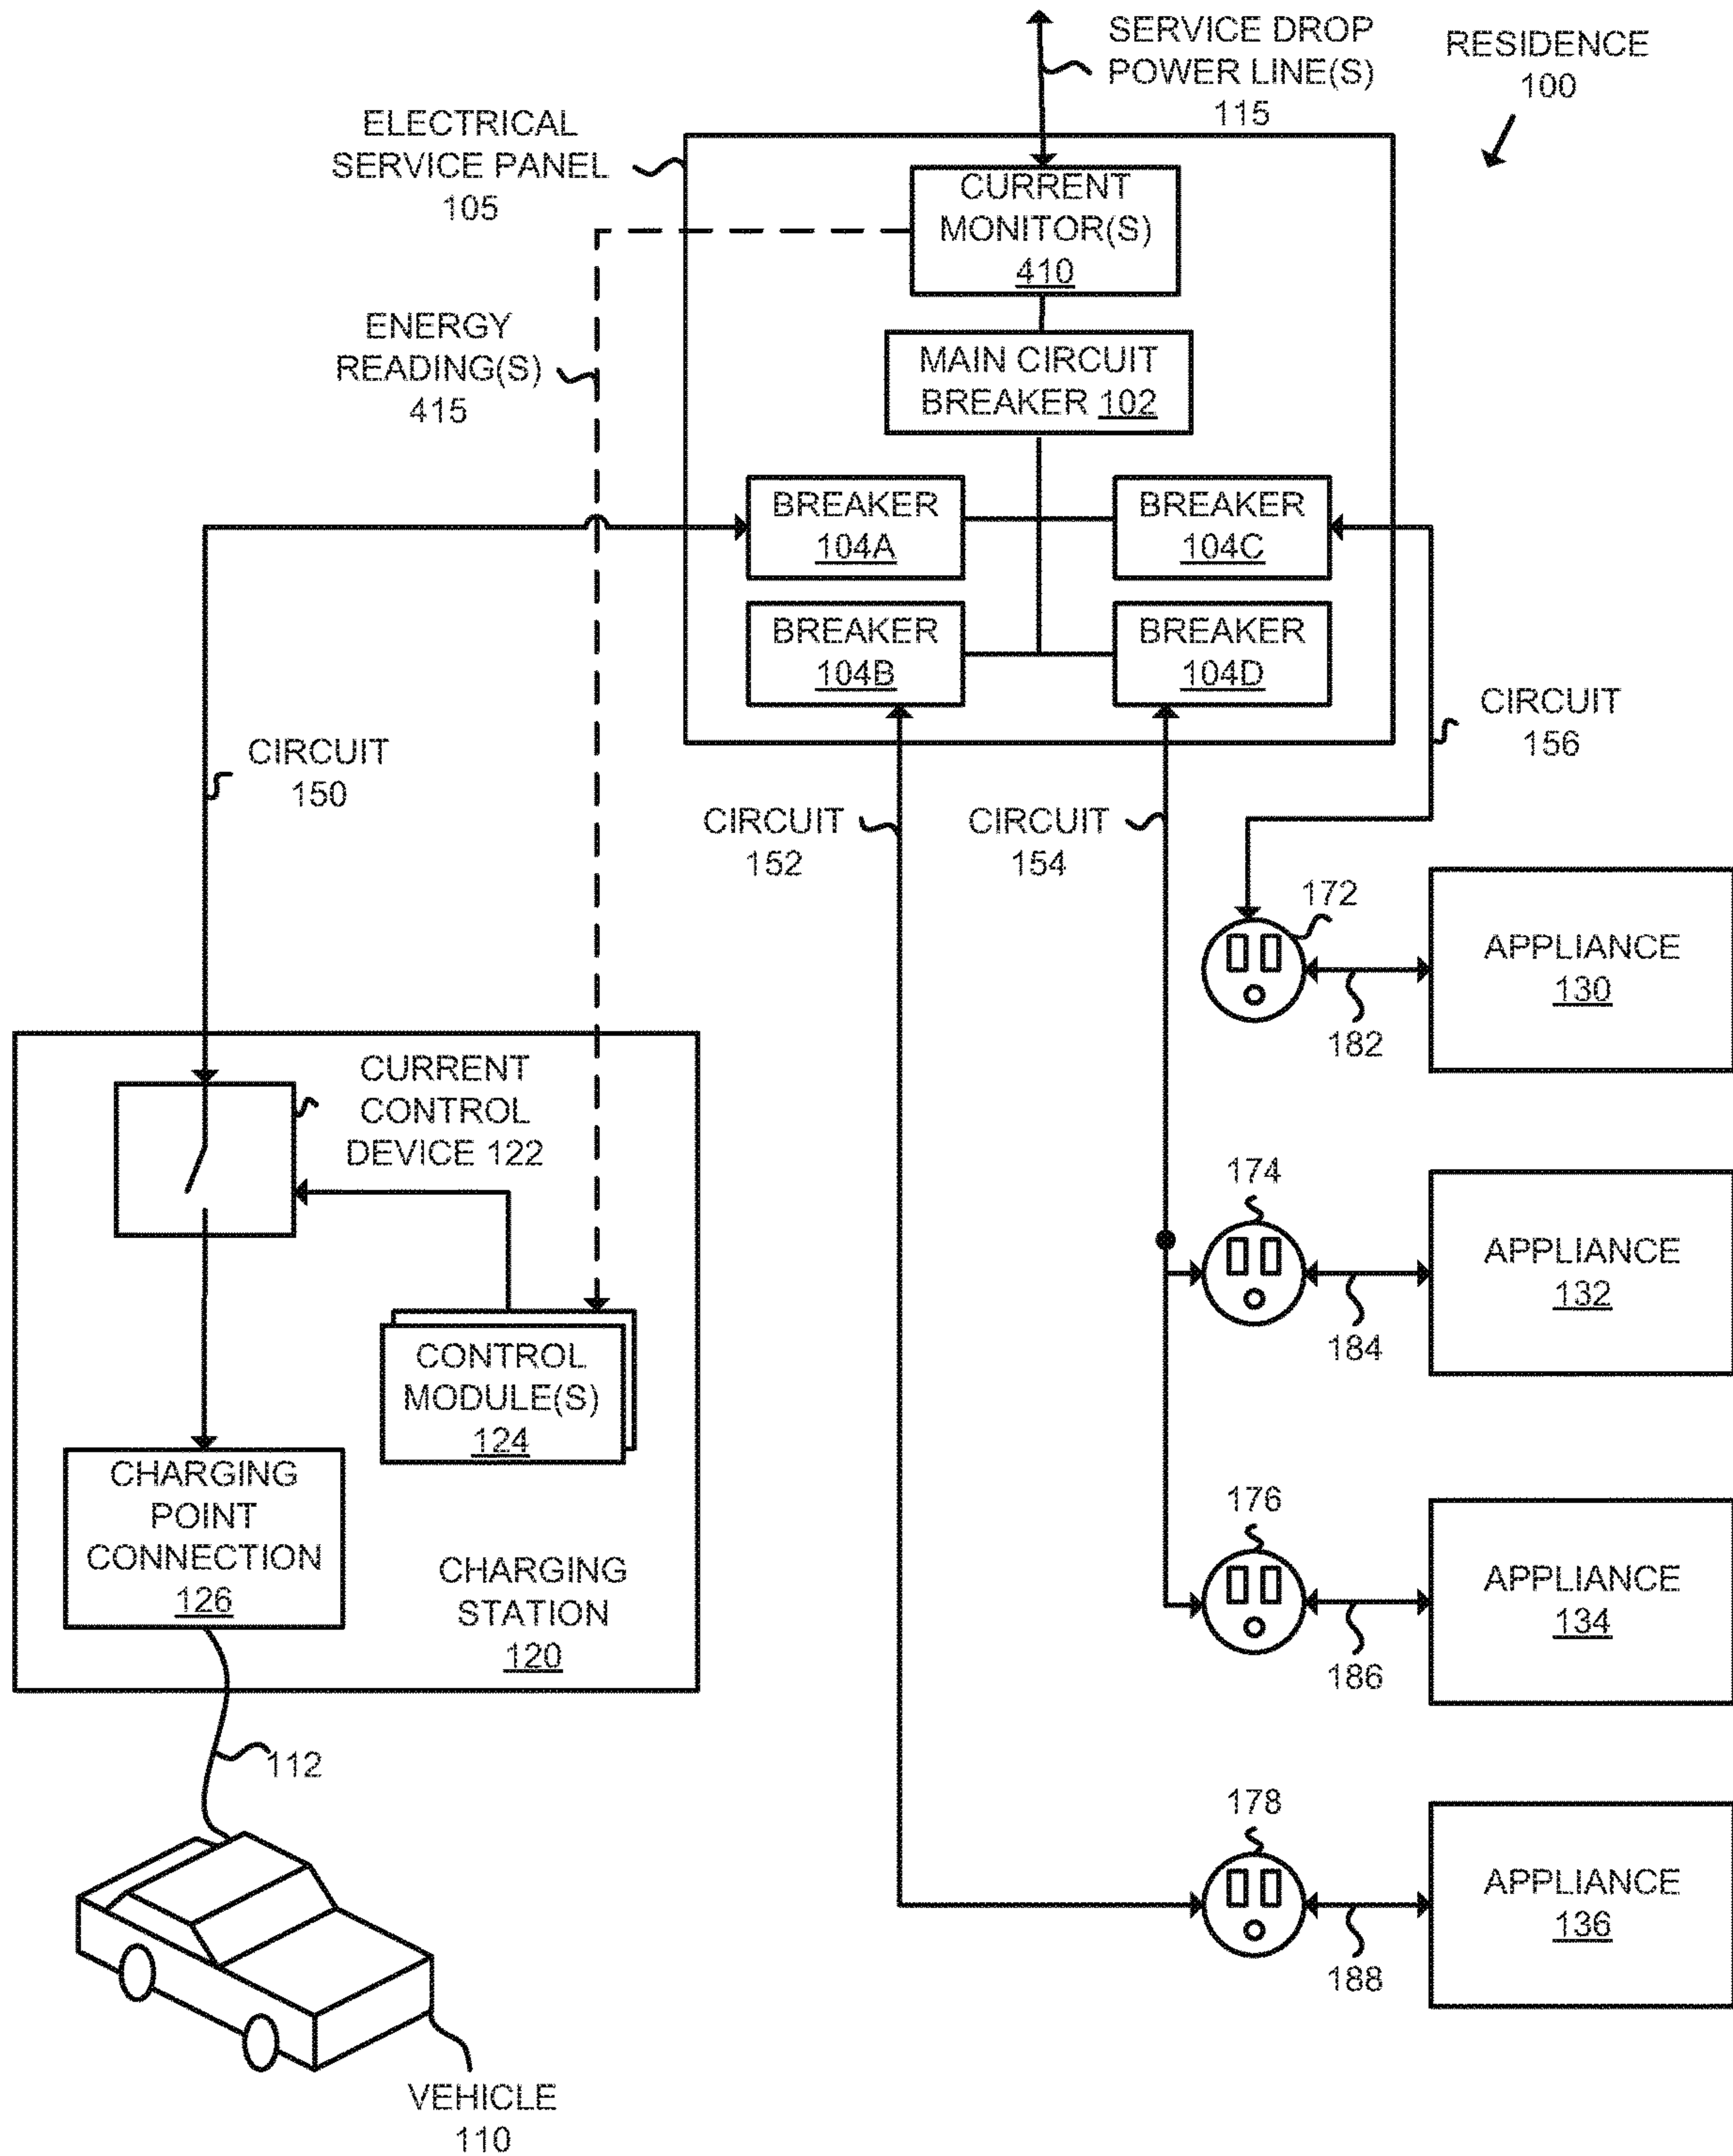 SERVICE DROP
POWER LINE(S)
115
RESIDENCE
100
ELECTRICAL
SERVICE PANEL
105
CURRENT
MONITOR(S)
410
ENERGY
READING(S)
415
MAIN CIRCUIT
BREAKER 102
BREAKER
104A
BREAKER
104C
BREAKER
104B
BREAKER
104D
CIRCUIT
150
CIRCUIT
152
CIRCUIT
154
CIRCUIT
156
172
APPLIANCE
130
182
CURRENT
CONTROL
DEVICE 122
174
APPLIANCE
132
184
CONTROL
MODULE(S)
124
CHARGING
POINT
CONNECTION
126
CHARGING
STATION
120
176
APPLIANCE
134
186
112
178
APPLIANCE
136
188
VEHICLE
110